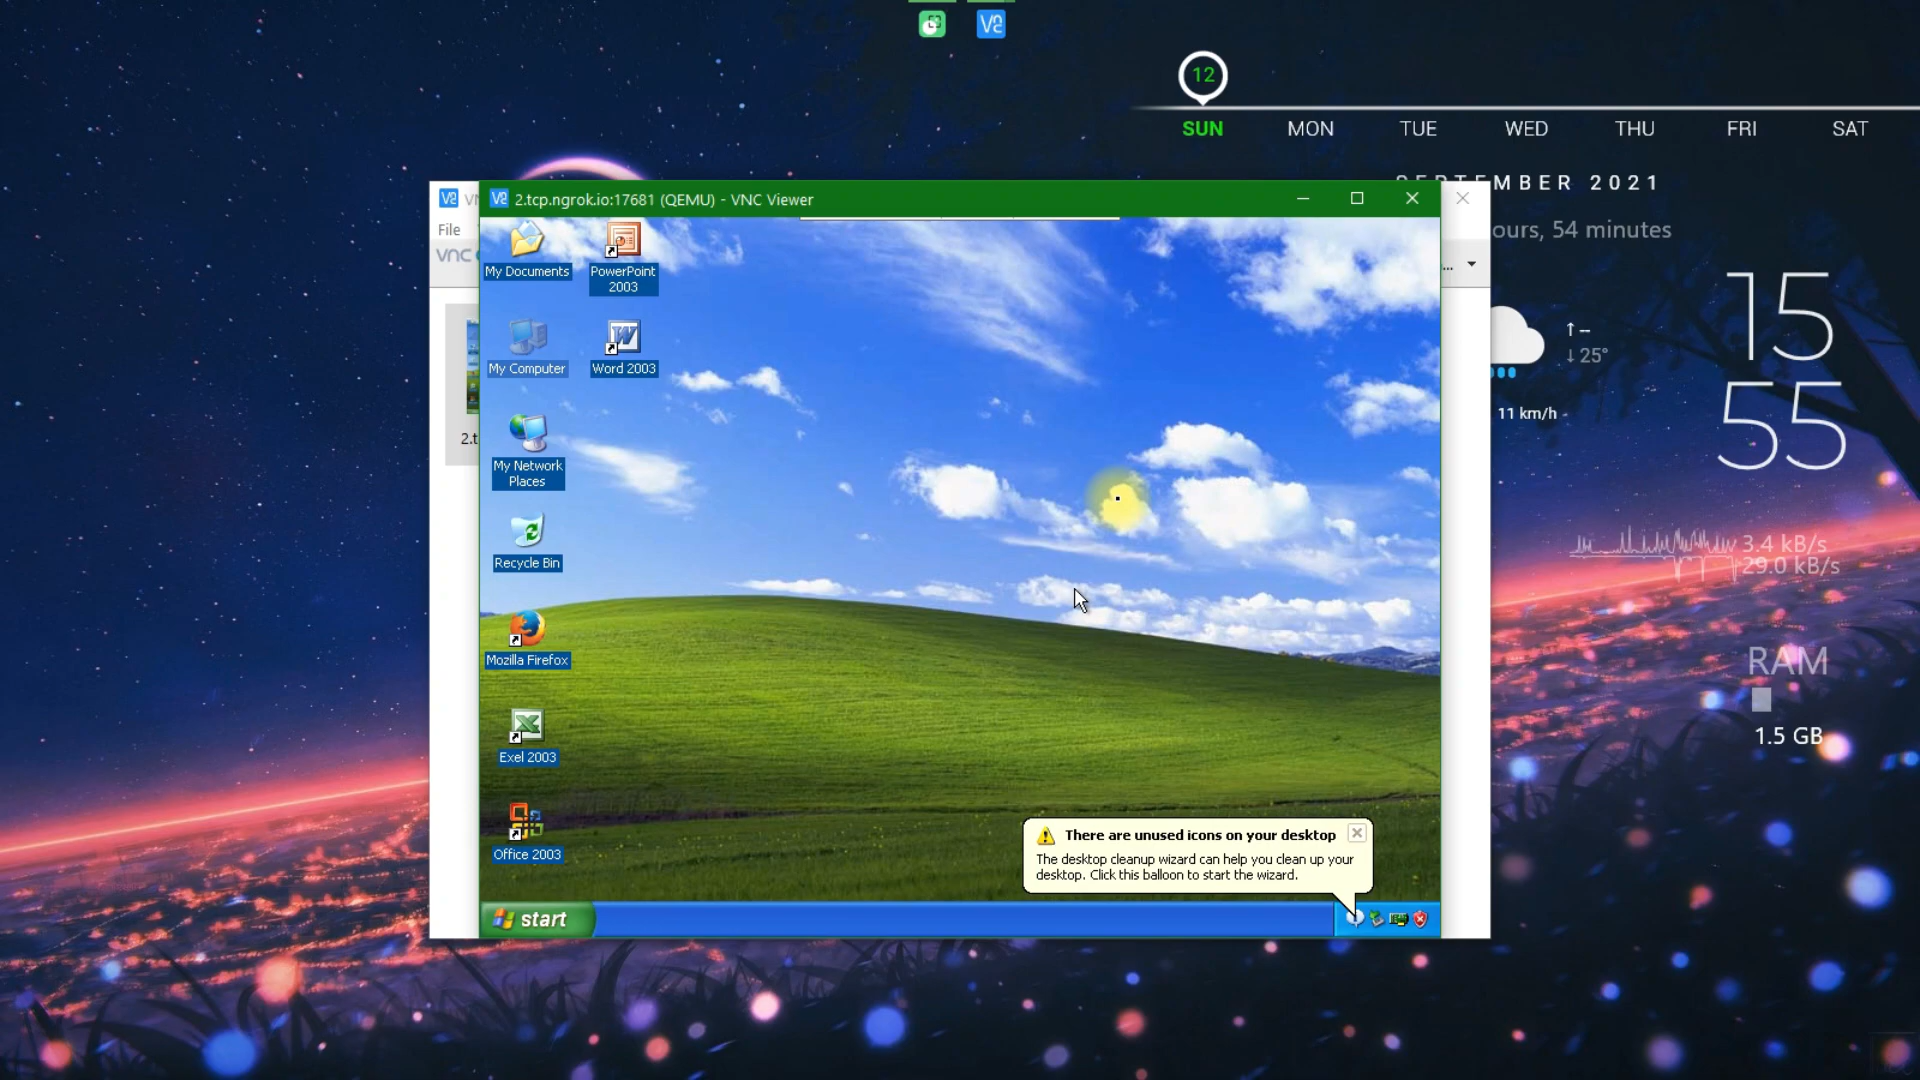 12
SUN MON TUE WED THU FRI SAT
SEPTEMBER 2021
ours, 54 minutes
15
55
↑--
↓25°
11 km/h -
3.4 kB/s
29.0 kB/s
RAM
1.5 GB
File
vnc
...
2.t
2.tcp.ngrok.io:17681 (QEMU) - VNC Viewer
My Documents
PowerPoint
2003
My Computer
Word 2003
My Network
Places
Recycle Bin
Mozilla Firefox
Exel 2003
Office 2003
There are unused icons on your desktop
The desktop cleanup wizard can help you clean up your
desktop. Click this balloon to start the wizard.
start